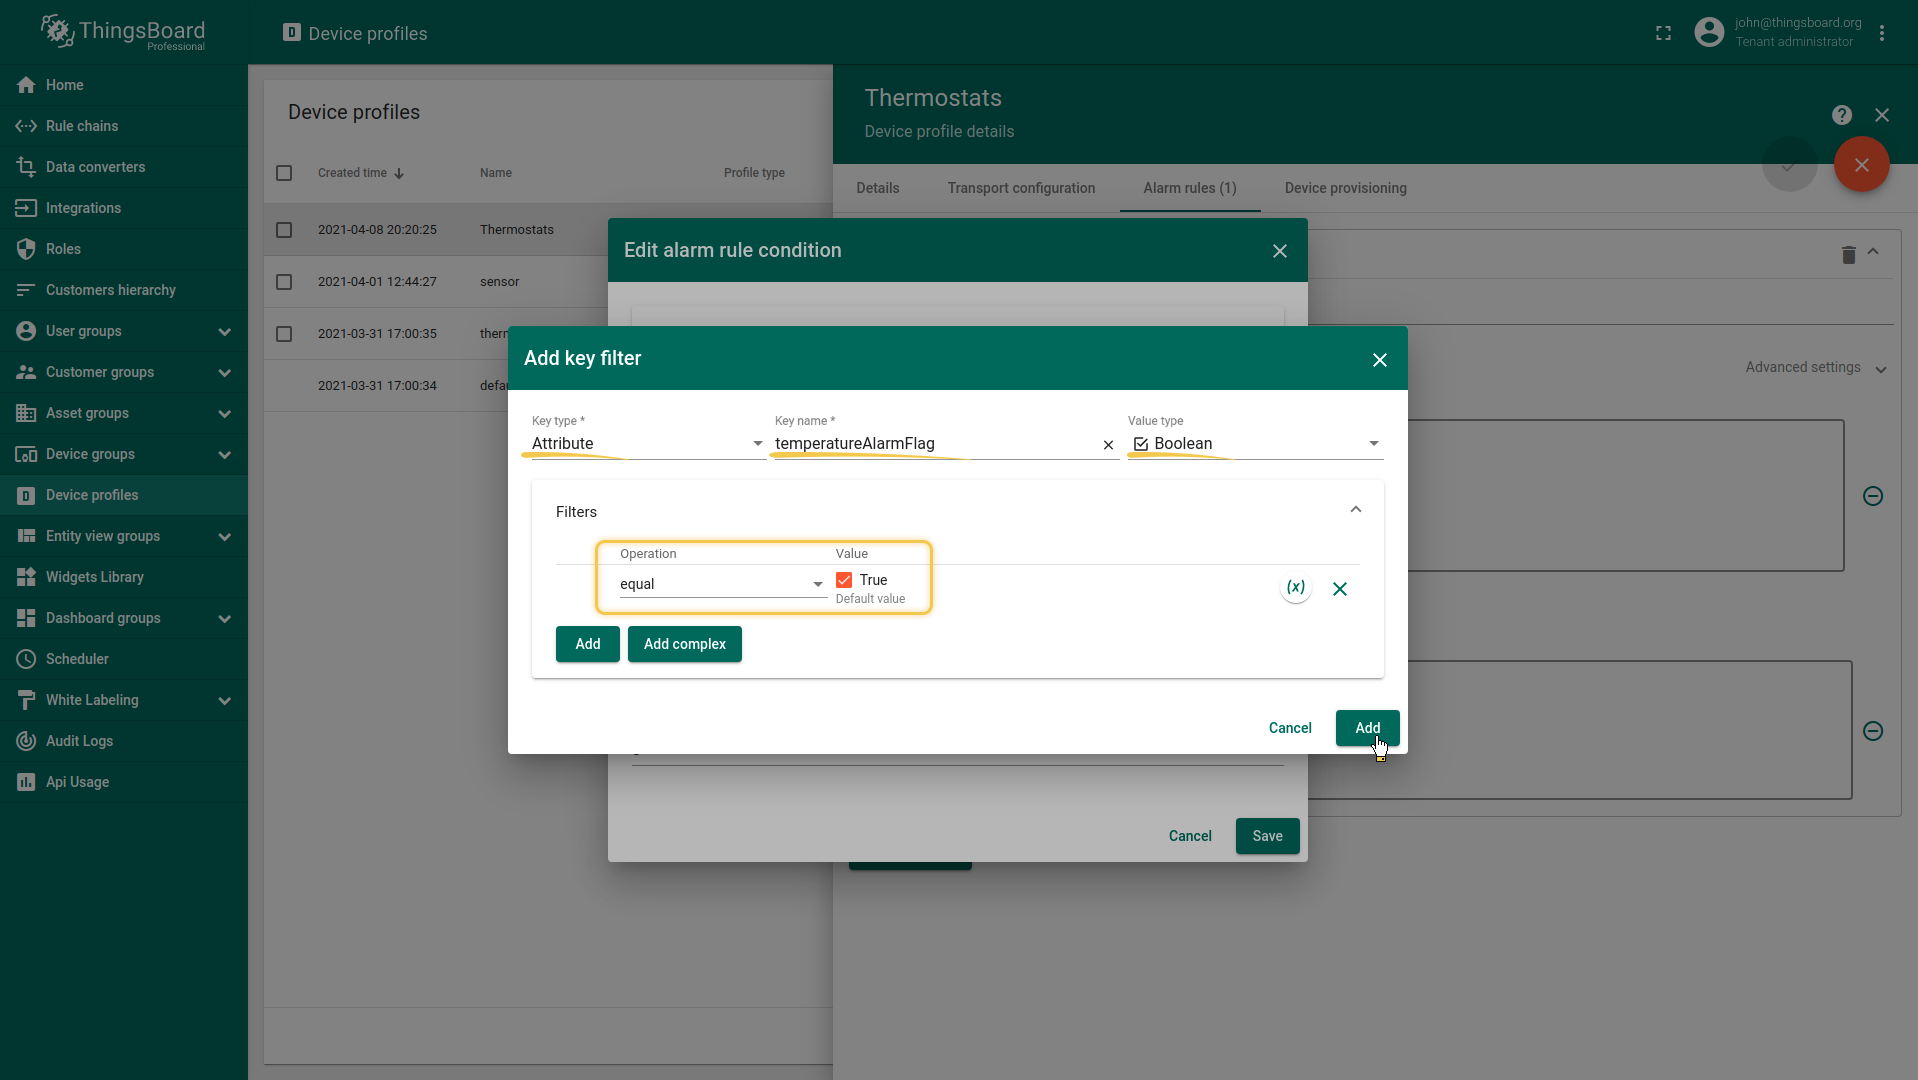 ThingsBoard
Professional
Device profiles
john@thingsboard.org
Tenant administrator
Home
Rule chains
Data converters
Integrations
Roles
Customers hierarchy
User groups
Customer groups
Asset groups
Device groups
Device profiles
Entity view groups
Widgets Library
Dashboard groups
Scheduler
White Labeling
Audit Logs
Api Usage
Device profiles
Created time Name Profile type
2021-04-08 20:20:25 Thermostats
2021-04-01 12:44:27 sensor
2021-03-31 17:00:35
2021-03-31 17:00:34
Thermostats
Device profile details
Details Transport configuration Alarm rules (1) Device provisioning
Advanced settings
Edit alarm rule condition
Add key filter
Key type * Key name * Value type
Attribute temperatureAlarmFlag Boolean
Filters
Operation Value
equal True
Default value
(x)
Add Add complex
Cancel Add
Cancel Save